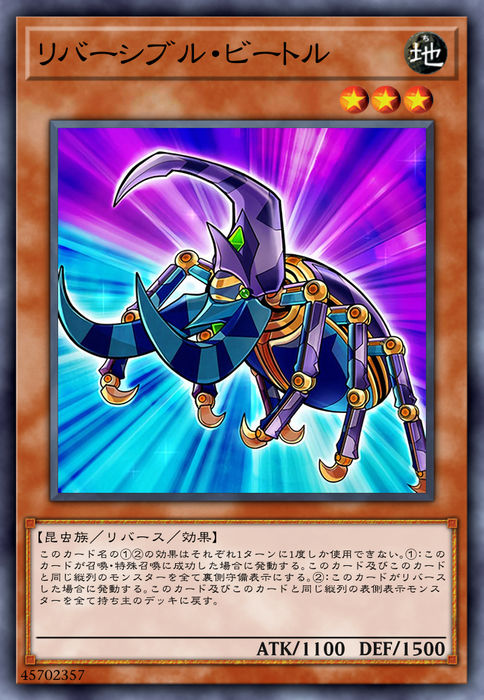 リバーシブル・ビートル
ち
地
【昆虫族／リバース／効果】
このカード名の①②の効果はそれぞれ1ターンに1度しか使用できない。①：この
カードが召喚・特殊召喚に成功した場合に発動する。このカード及びこのカード
と同じ縦列のモンスターを全て裏側守備表示にする。②：このカードがリバース
した場合に発動する。このカード及びこのカードと同じ縦列の表側表示モンス
ターを全て持ち主のデッキに戻す。
ATK/1100 DEF/1500
45702357